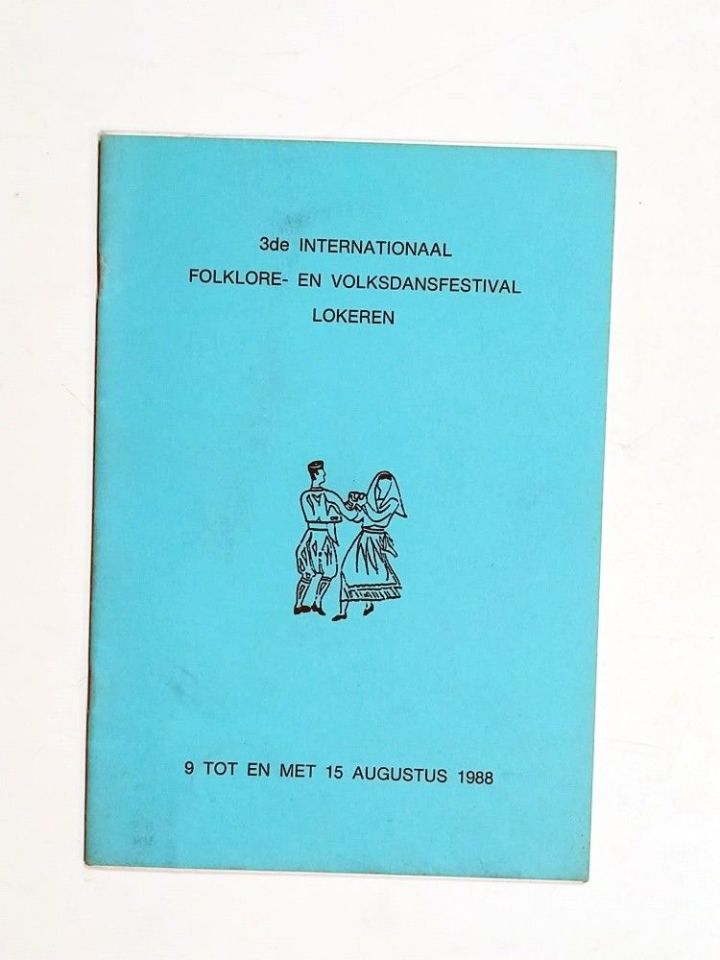 3de INTERNATIONAAL
FOLKLORE- EN VOLKSDANSFESTIVAL
LOKEREN
9 TOT EN MET 15 AUGUSTUS 1988